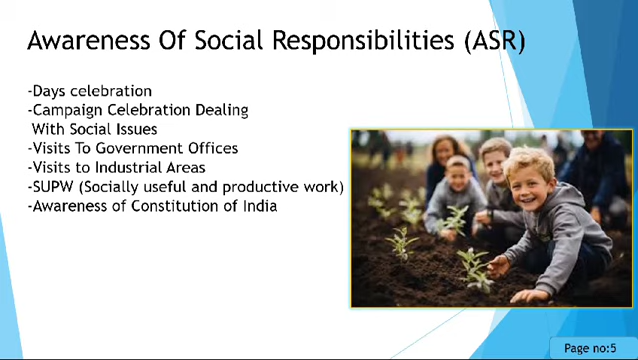 Awareness Of Social Responsibilities (ASR)
-Days celebration
-Campaign Celebration Dealing
With Social Issues
-Visits To Government Offices
-Visits to Industrial Areas
-SUPW (Socially useful and productive work)
-Awareness of Constitution of India
Page no:5